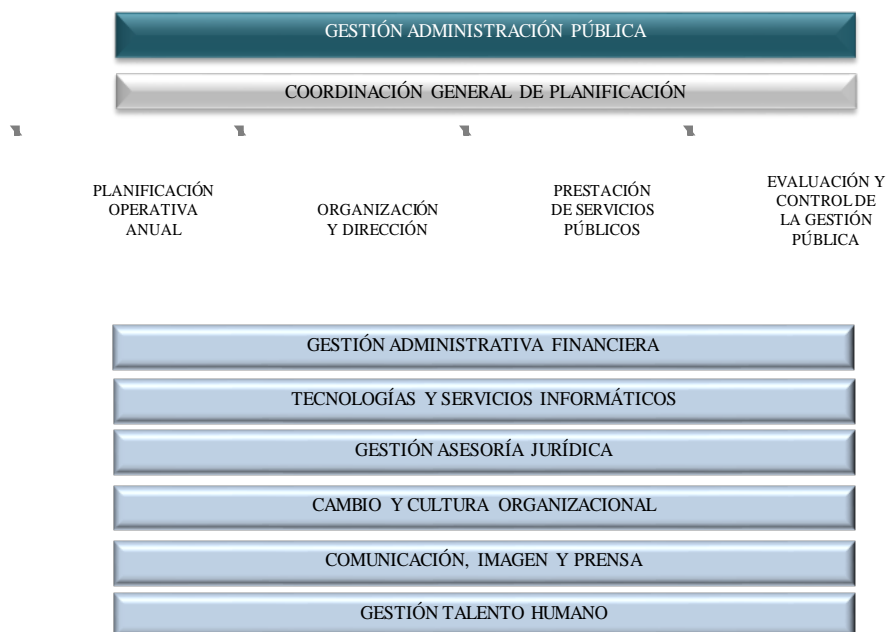 GESTIÓN ADMINISTRACIÓN PÚBLICA
COORDINACIÓN GENERAL DE PLANIFICACIÓN
PLANIFICACIÓN
OPERATIVA
ANUAL
ORGANIZACIÓN
Y DIRECCIÓN
PRESTACIÓN
DE SERVICIOS
PÚBLICOS
EVALUACIÓN Y
CONTROL DE
LA GESTIÓN
PÚBLICA
GESTIÓN ADMINISTRATIVA FINANCIERA
TECNOLOGÍAS Y SERVICIOS INFORMÁTICOS
GESTIÓN ASESORÍA JURÍDICA
CAMBIO Y CULTURA ORGANIZACIONAL
COMUNICACIÓN, IMAGEN Y PRENSA
GESTIÓN TALENTO HUMANO